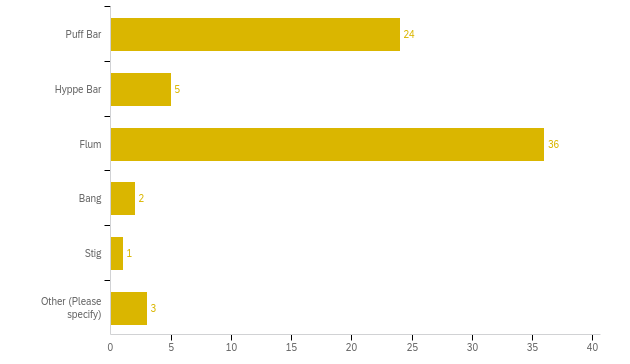 Puff Bar
24
Hyppe Bar
5
Flum
36
Bang
2
Stig
1
Other (Please
specify)
3
0 5 10 15 20 25 30 35 40